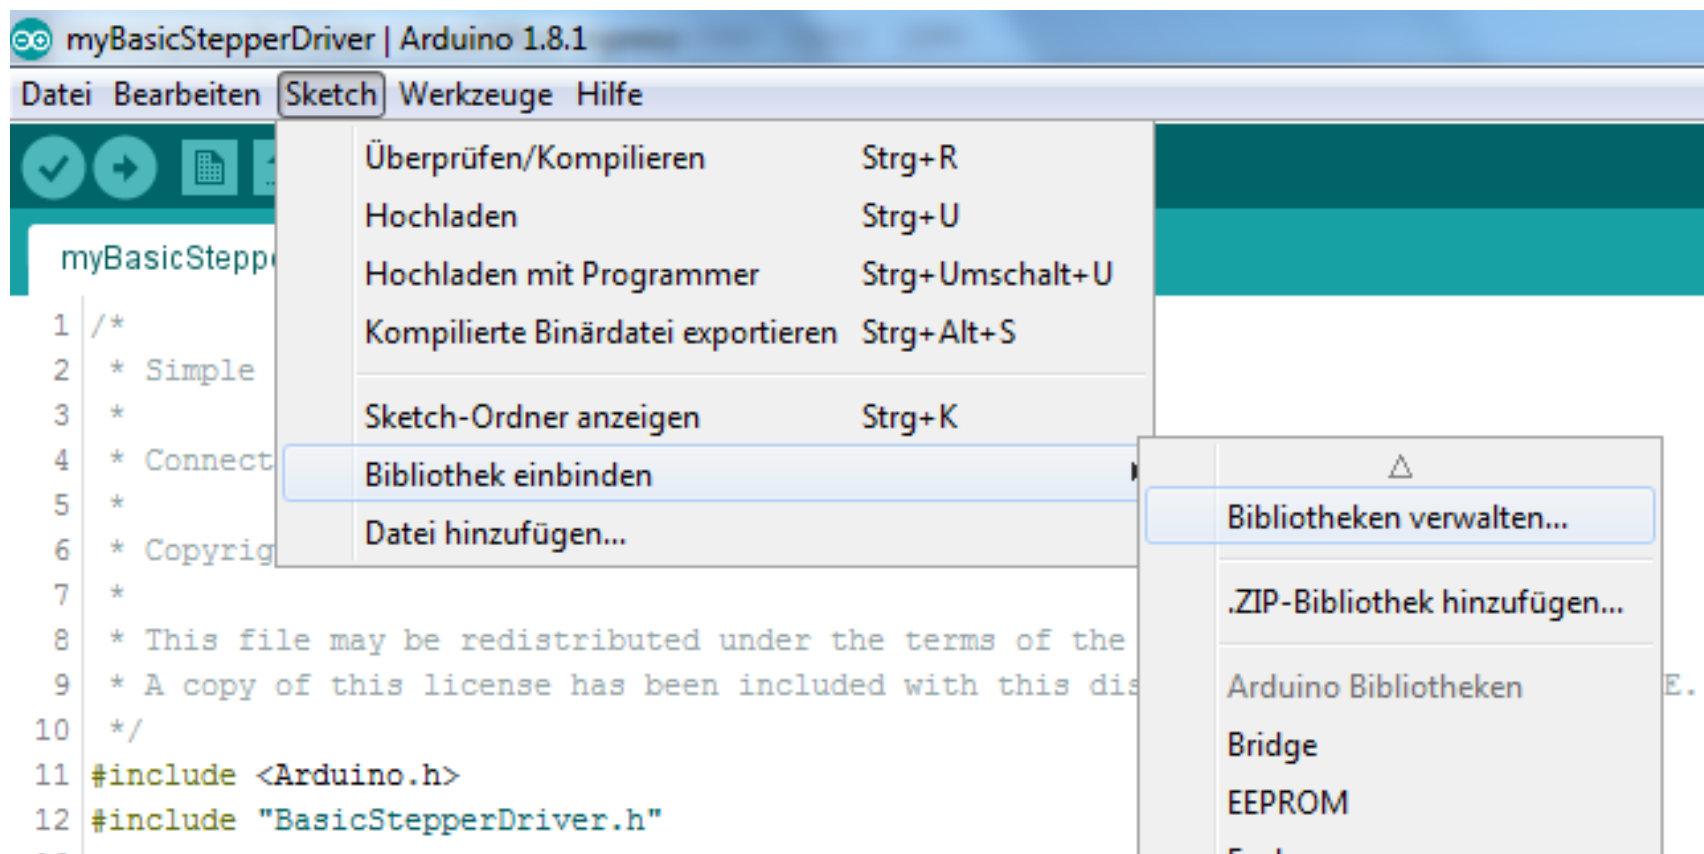 myBasicStepperDriver | Arduino 1.8.1
Datei Bearbeiten Sketch Werkzeuge Hilfe
Überprüfen/Kompilieren Strg+R
Hochladen Strg+U
myBasicSteppe
Hochladen mit Programmer Strg+Umschalt+U
1 /*
Kompilierte Binärdatei exportieren Strg+Alt+S
2 * Simple
3 *
Sketch-Ordner anzeigen Strg+K
4 * Connect
Bibliothek einbinden
5 *
Bibliotheken verwalten...
Datei hinzufügen...
6 * Copyrig
7 *
.ZIP-Bibliothek hinzufügen...
8 * This file may be redistributed under the terms of the
9 * A copy of this license has been included with this dis
Arduino Bibliotheken
E.
10 */
Bridge
11 #include <Arduino.h>
EEPROM
12 #include "BasicStepperDriver.h"